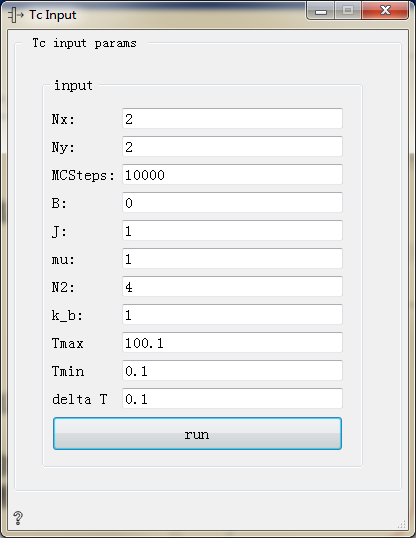 Tc Input
Tc input params
input
Nx: 2
Ny: 2
MCSteps: 10000
B: 0
J: 1
mu: 1
N2: 4
k_b: 1
Tmax 100.1
Tmin 0.1
delta T 0.1
run
?